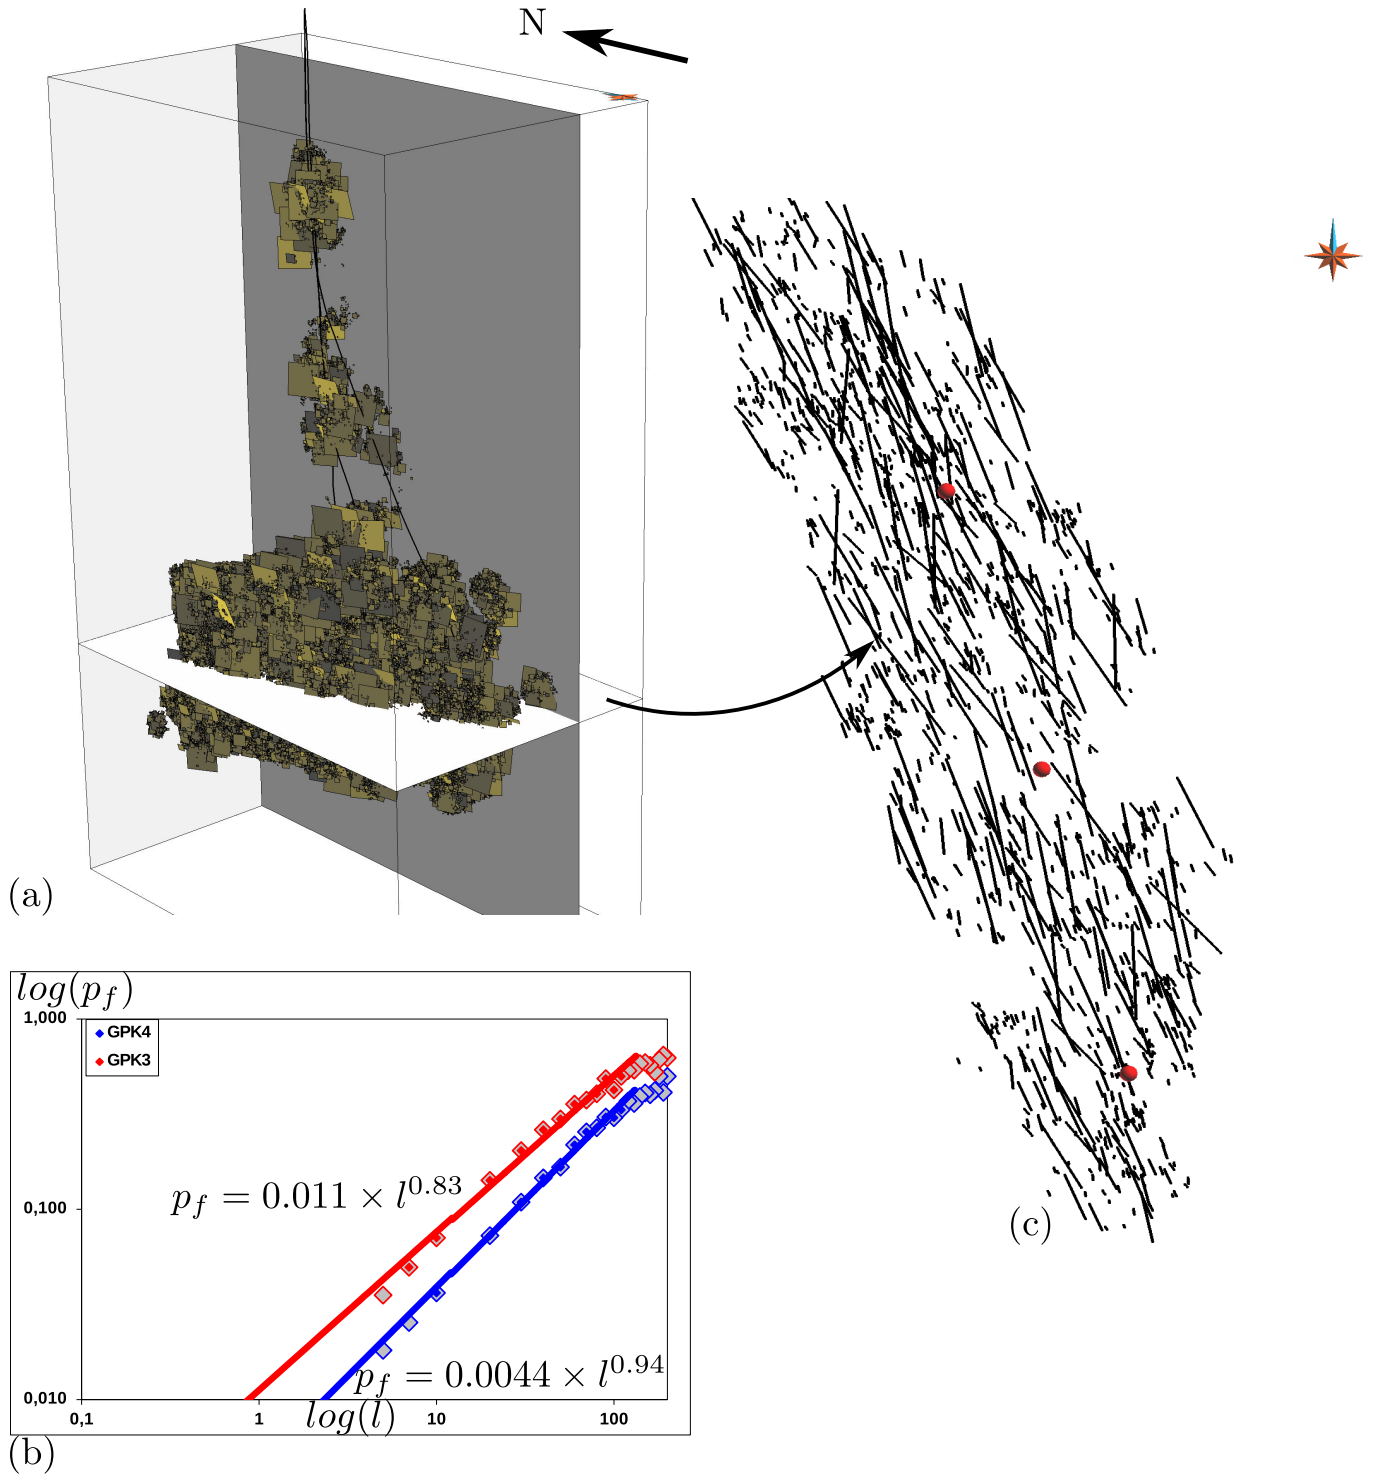 N
(a)
(c)
log(p_f)
1,000
GPK4
GPK3
p_f = 0.011 × l^0.83
0,100
p_f = 0.0044 × l^0.94
0,010
0,1 1 log(l) 10 100
(b)